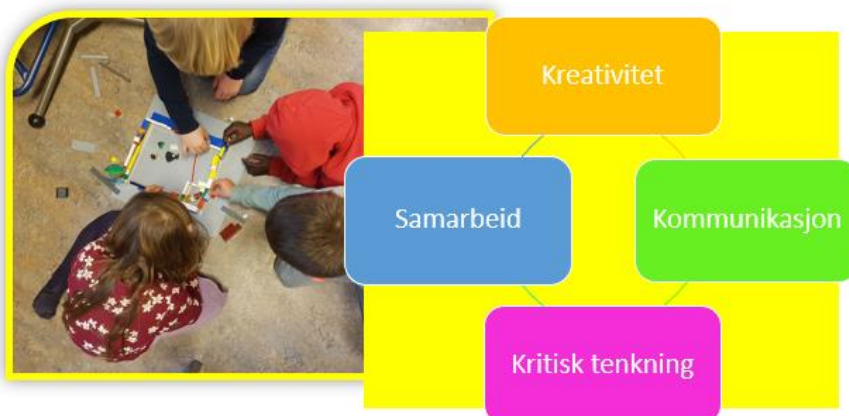 Kreativitet
Samarbeid
Kommunikasjon
Kritisk tenkning